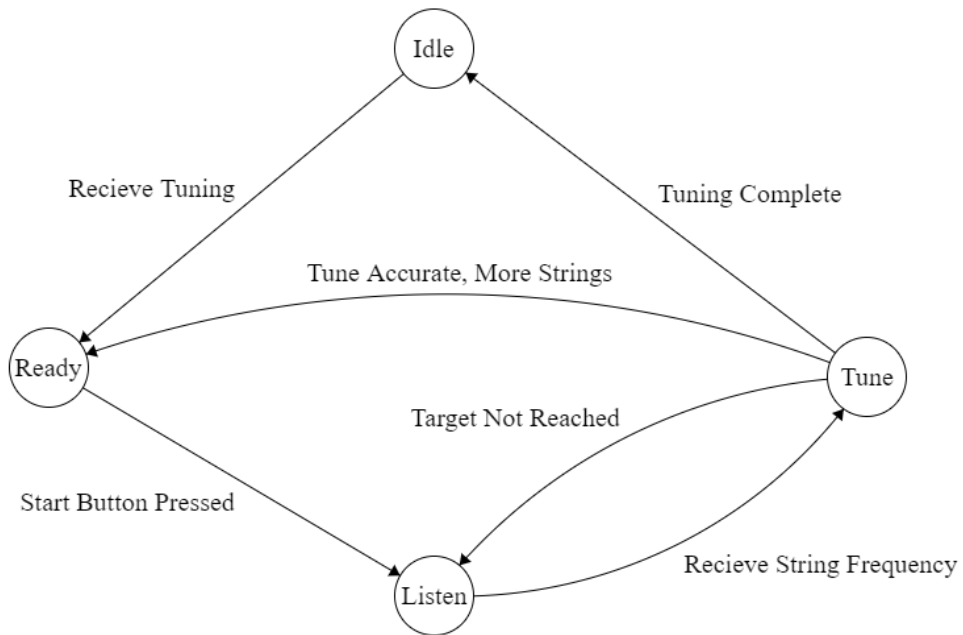 Idle
Recieve Tuning
Tuning Complete
Tune Accurate, More Strings
Ready
Tune
Target Not Reached
Start Button Pressed
Recieve String Frequency
Listen